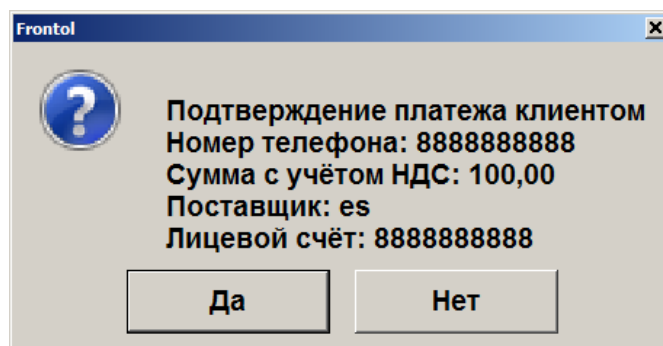 Frontol
Подтверждение платежа клиентом
Номер телефона: 8888888888
Сумма с учётом НДС: 100,00
Поставщик: es
Лицевой счёт: 8888888888
Да
Нет